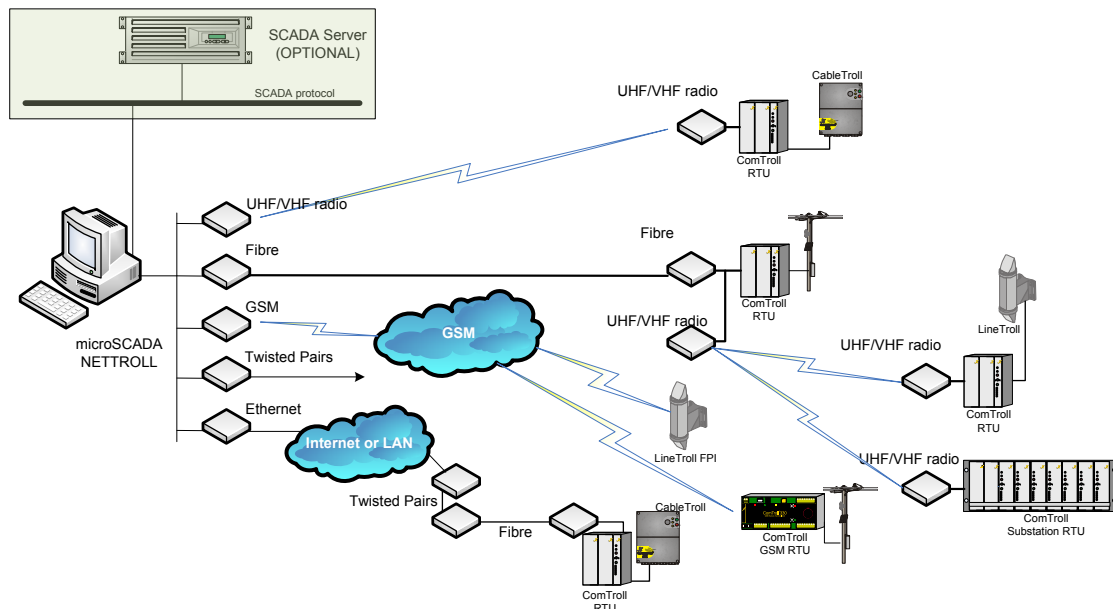 SCADA Server
(OPTIONAL)
SCADA protocol
CableTroll
UHF/VHF radio
ComTroll
RTU
UHF/VHF radio
Fibre
Fibre
ComTroll
RTU
GSM
GSM
UHF/VHF radio
LineTroll
microSCADA
NETTROLL
Twisted Pairs
UHF/VHF radio
ComTroll
RTU
Ethernet
Internet or LAN
LineTroll FPI
UHF/VHF radio
Twisted Pairs
CableTroll
Fibre
ComTroll
GSM RTU
ComTroll
Substation RTU
ComTroll
RTU